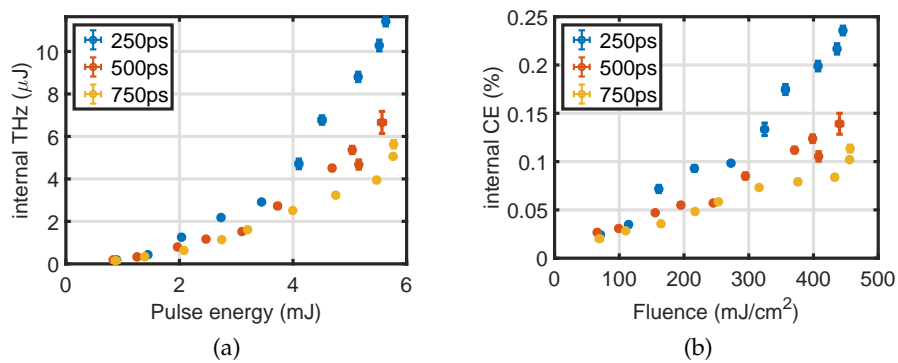 internal THz (μJ)
10
8
6
4
2
0
250ps
500ps
750ps
0 2 4 6
Pulse energy (mJ)
(a)
internal CE (%)
0.25
0.2
0.15
0.1
0.05
0
250ps
500ps
750ps
0 100 200 300 400 500
Fluence (mJ/cm²)
(b)